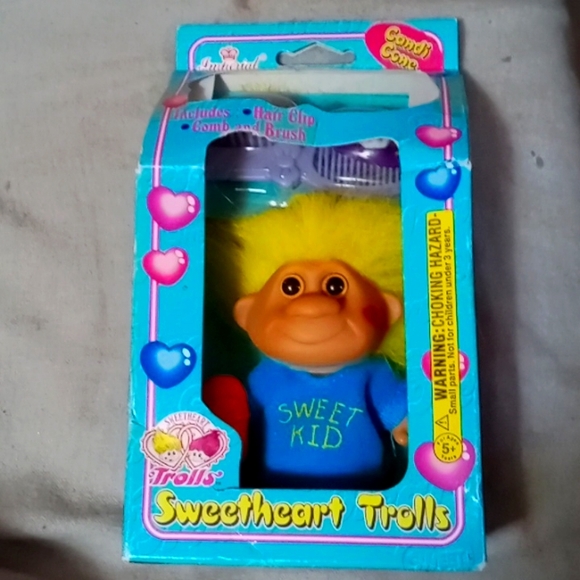 Imperial
Candi
Cone
Includes • Hair Clip
• Comb and Brush
WARNING: CHOKING HAZARD-
Small parts. Not for children under 3 years.
5+
SWEET
KID
SWEETHEART
Trolls
Sweetheart Trolls